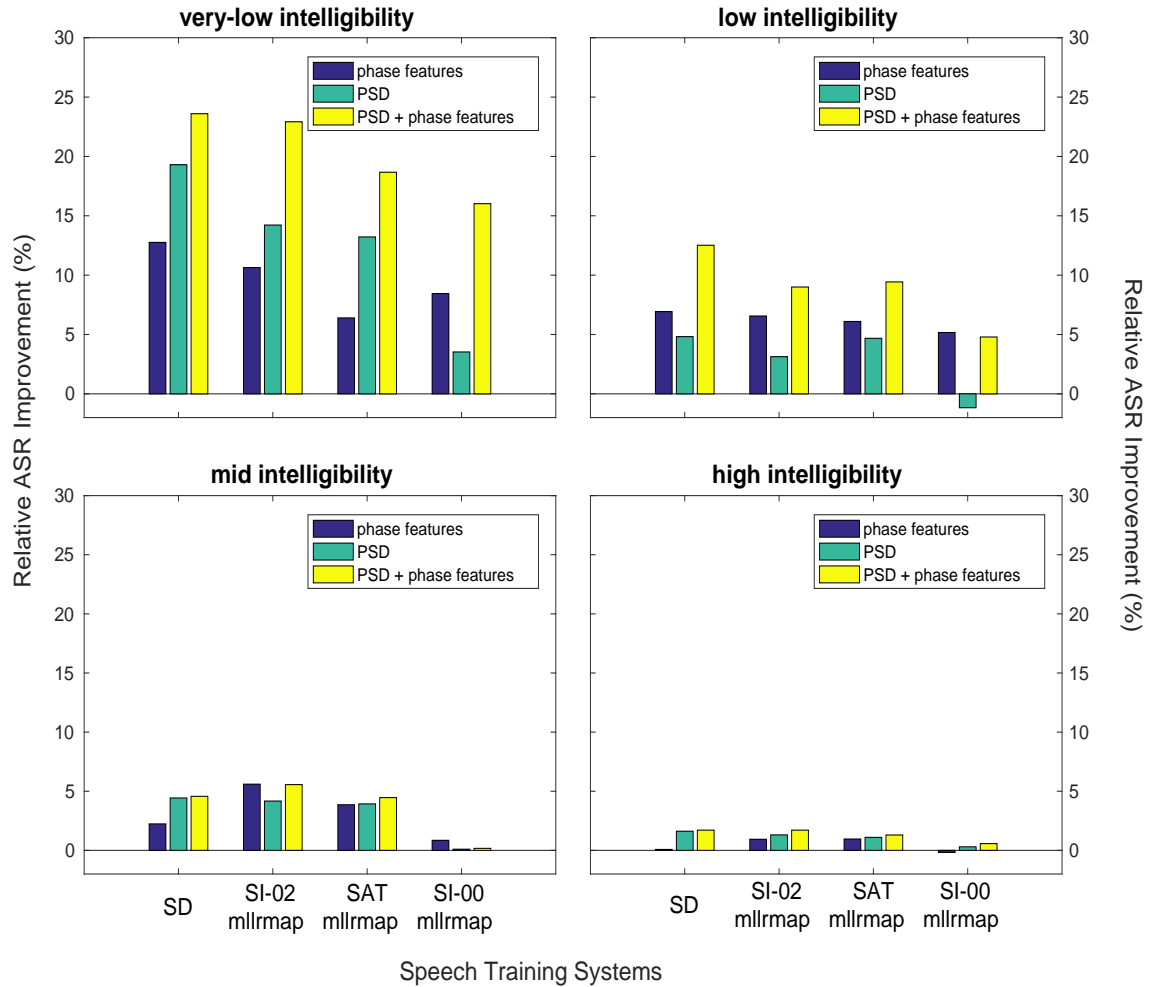 very-low intelligibility
low intelligibility
30
25
20
15
10
5
0
phase features
PSD
PSD + phase features
phase features
PSD
PSD + phase features
30
25
20
15
10
5
0
Relative ASR Improvement (%)
Relative ASR Improvement (%)
mid intelligibility
high intelligibility
30
25
20
15
10
5
0
phase features
PSD
PSD + phase features
phase features
PSD
PSD + phase features
30
25
20
15
10
5
0
SD
SI-02
mllrmap
SAT
mllrmap
SI-00
mllrmap
SD
SI-02
mllrmap
SAT
mllrmap
SI-00
mllrmap
Speech Training Systems